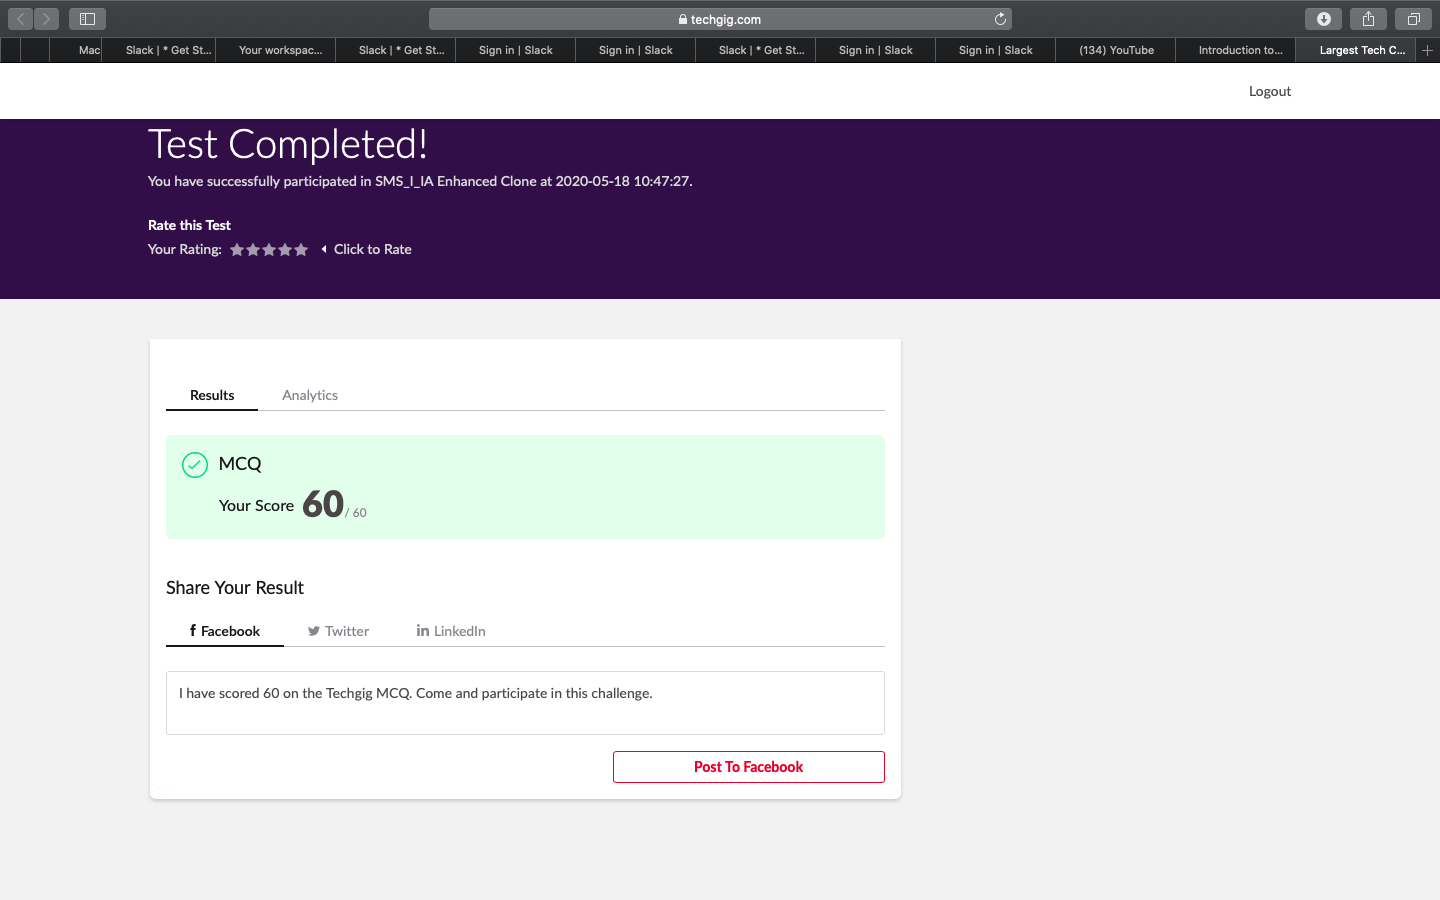 techgig.com
Mac
Slack | * Get St...
Your workspac...
Slack | * Get St...
Sign in | Slack
Sign in | Slack
Slack | * Get St...
Sign in | Slack
Sign in | Slack
(134) YouTube
Introduction to...
Largest Tech C...
Logout
Test Completed!
You have successfully participated in SMS_I_IA Enhanced Clone at 2020-05-18 10:47:27.
Rate this Test
Your Rating: Click to Rate
Results Analytics
MCQ
Your Score 60 / 60
Share Your Result
Facebook Twitter LinkedIn
I have scored 60 on the Techgig MCQ. Come and participate in this challenge.
Post To Facebook